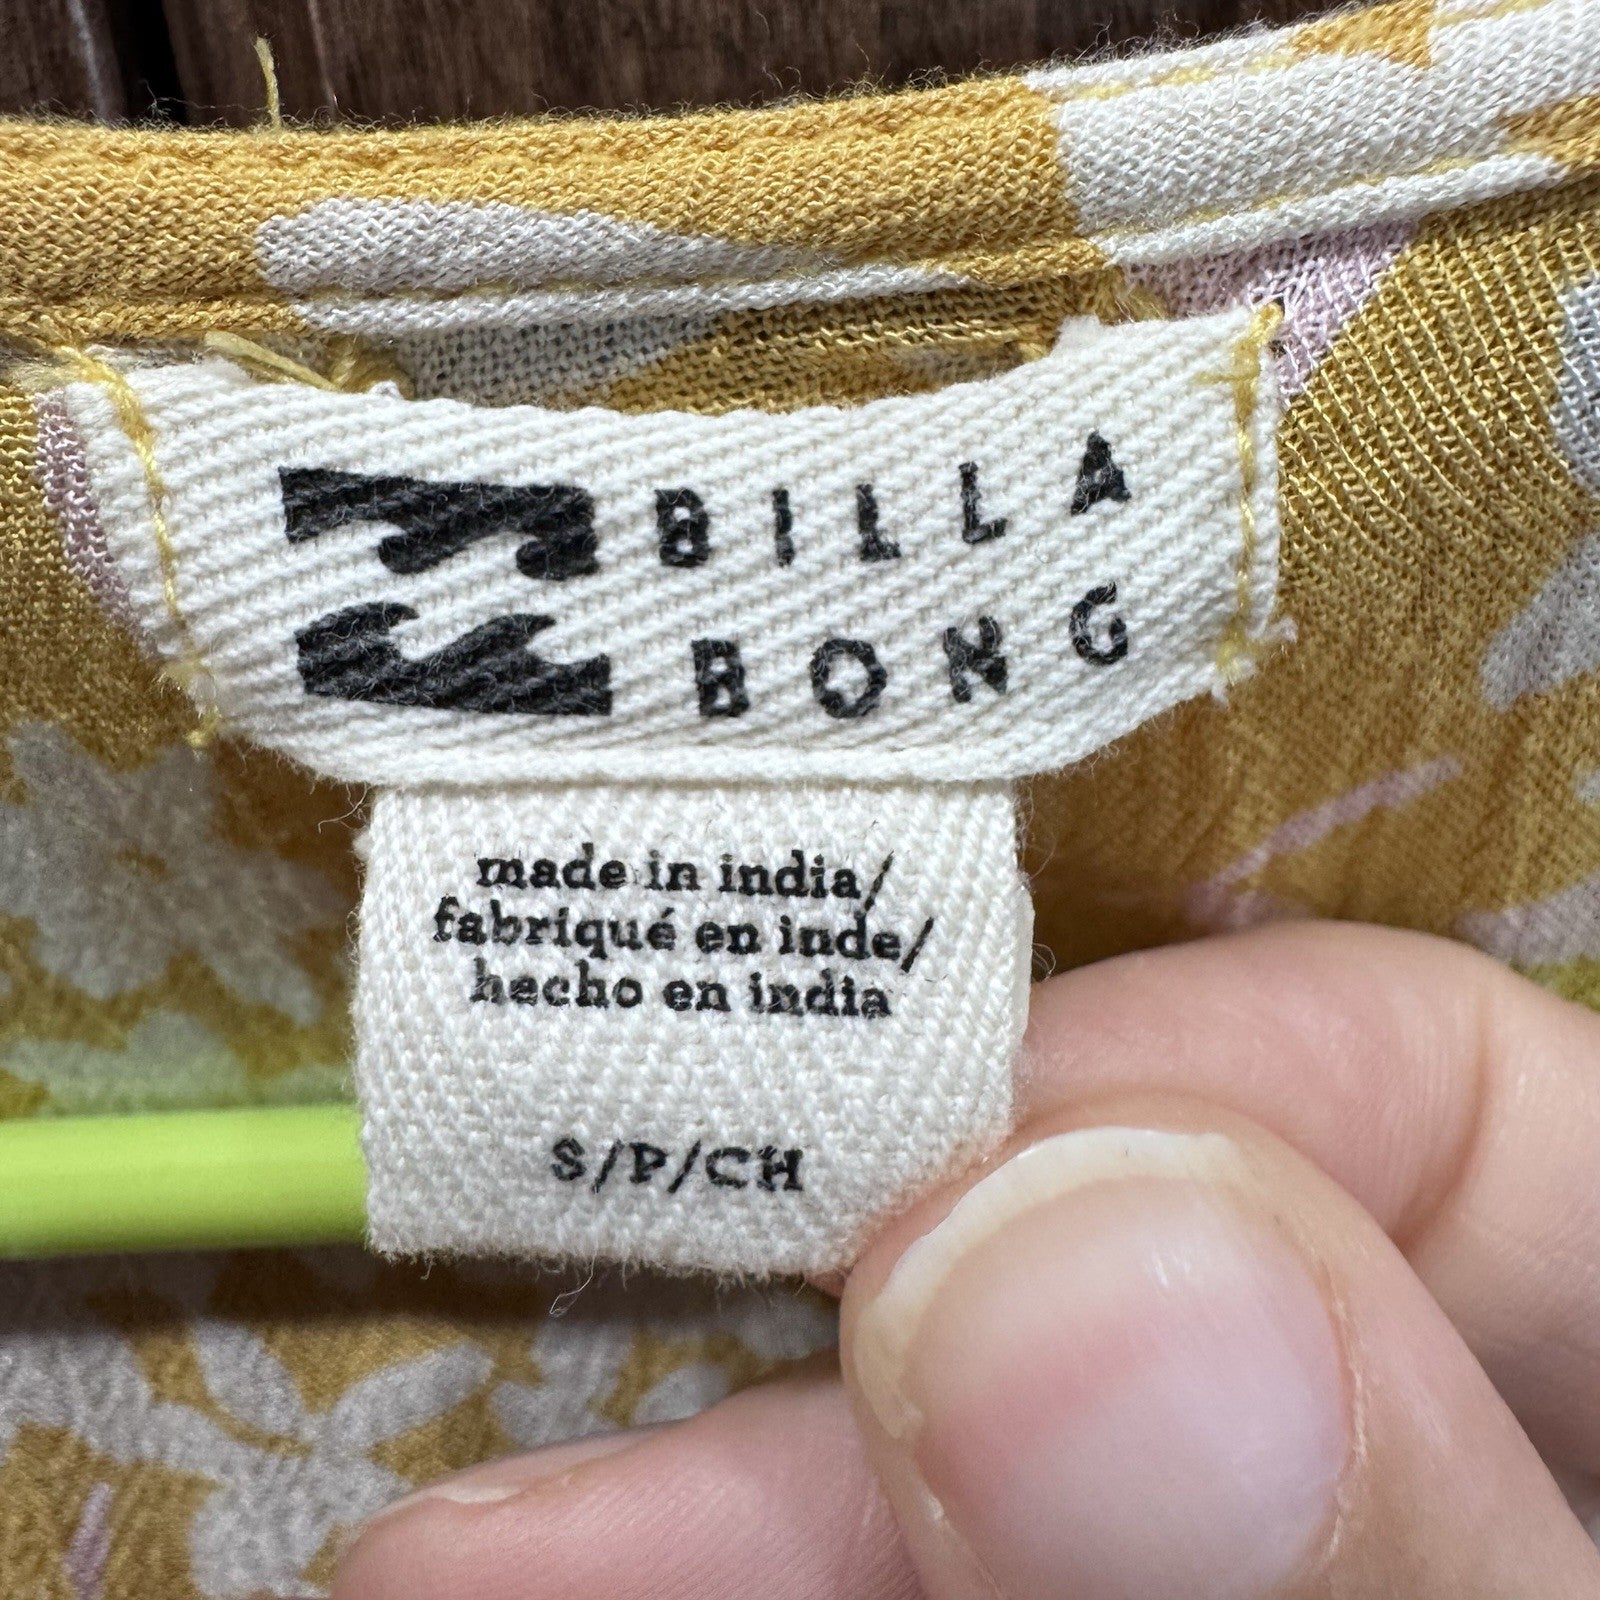 BILLA
BONG
made in india/
fabriqué en inde/
hecho en india
S/P/CH